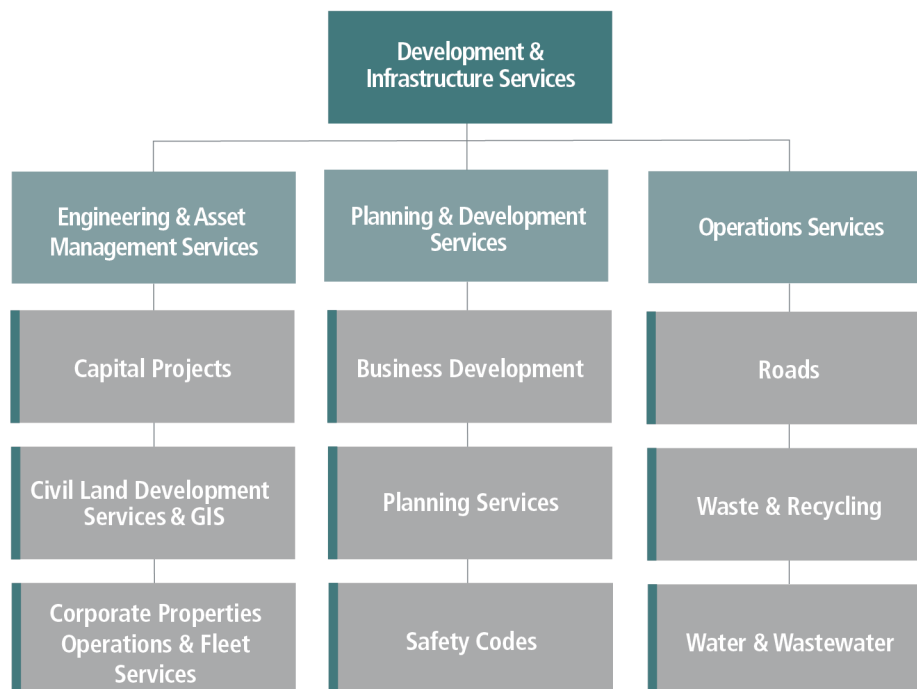 Development &
Infrastructure Services
Engineering & Asset
Management Services
Planning & Development
Services
Operations Services
Capital Projects
Business Development
Roads
Civil Land Development
Services & GIS
Planning Services
Waste & Recycling
Corporate Properties
Operations & Fleet
Services
Safety Codes
Water & Wastewater